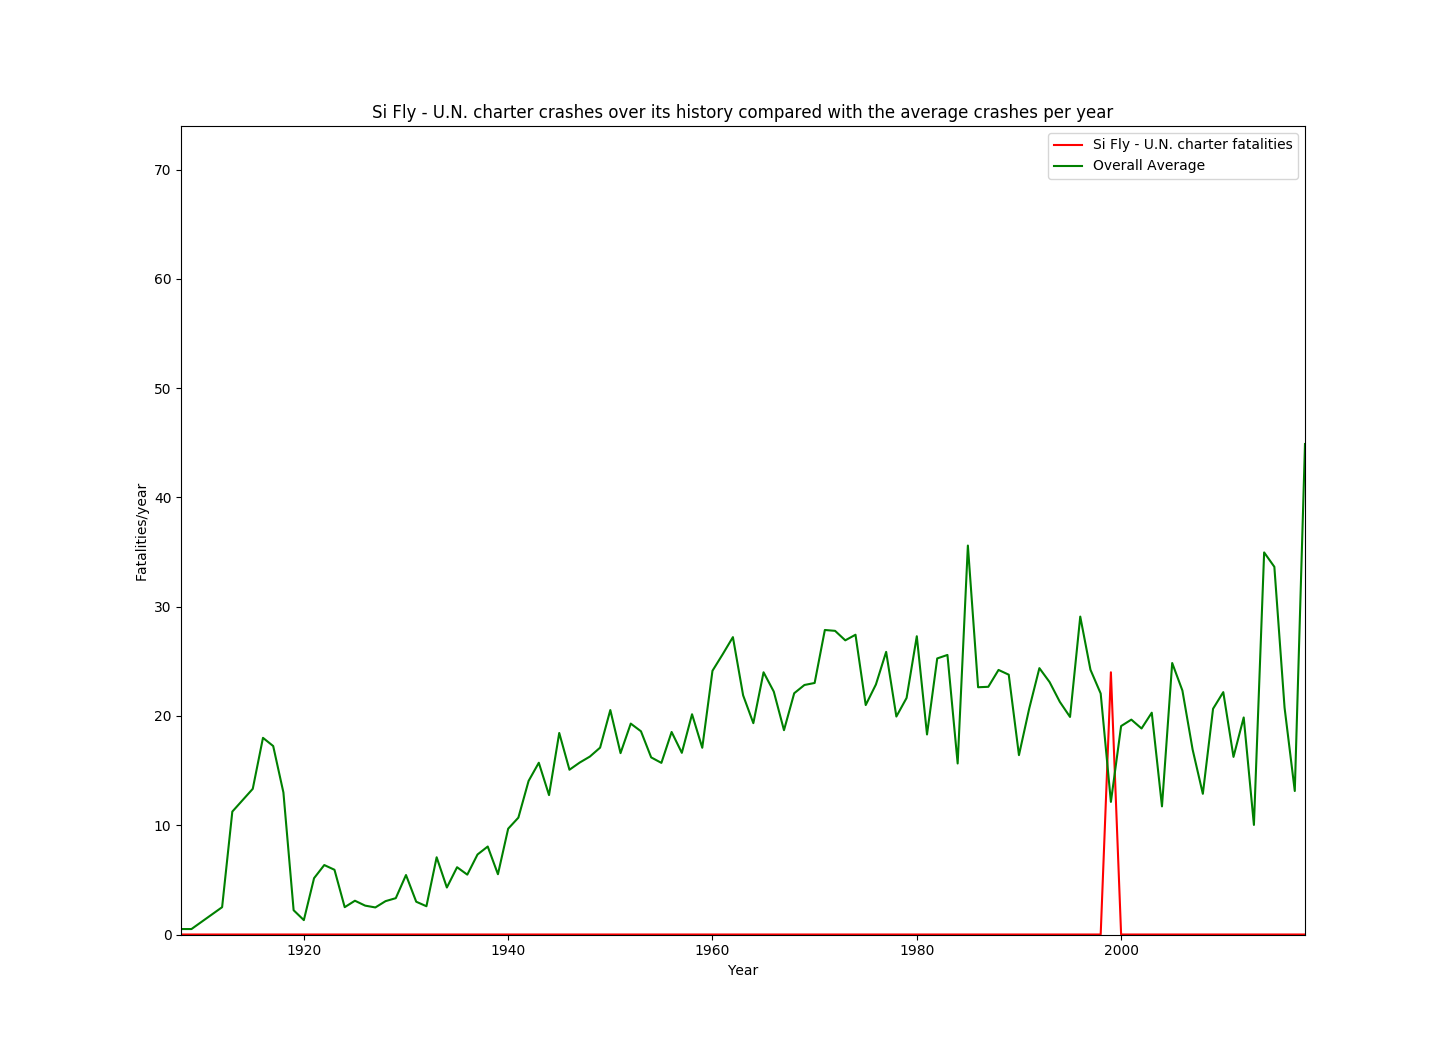 Si Fly - U.N. charter crashes over its history compared with the average crashes per year
Si Fly - U.N. charter fatalities
Overall Average
70
60
50
40
30
20
10
0
Fatalities/year
1920
1940
1960
1980
2000
Year